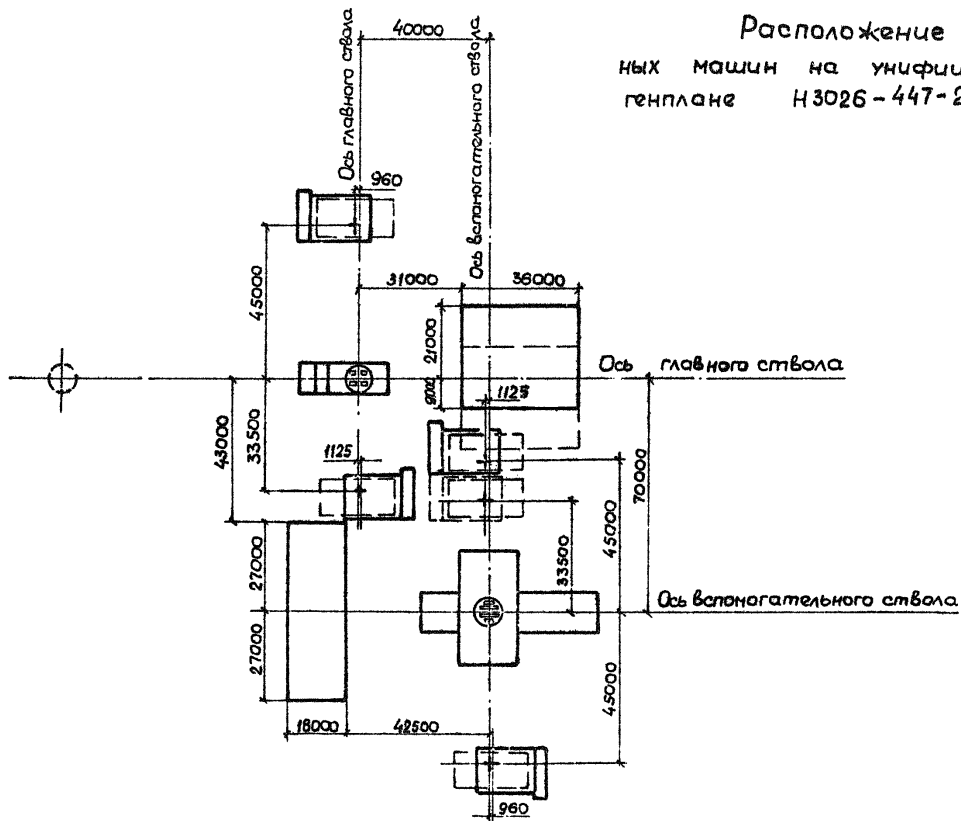 Расположение
ных машин на унифии
генплане Н3026-447-2
40000
Ось главного ствола
Ось вспомогательного ствола
960
45000
31000
36000
21000
9000
1125
Ось главного ствола
43000
33500
1125
70000
45000
33500
27000
27000
Ось вспомогательного ствола
18000
42500
45000
960